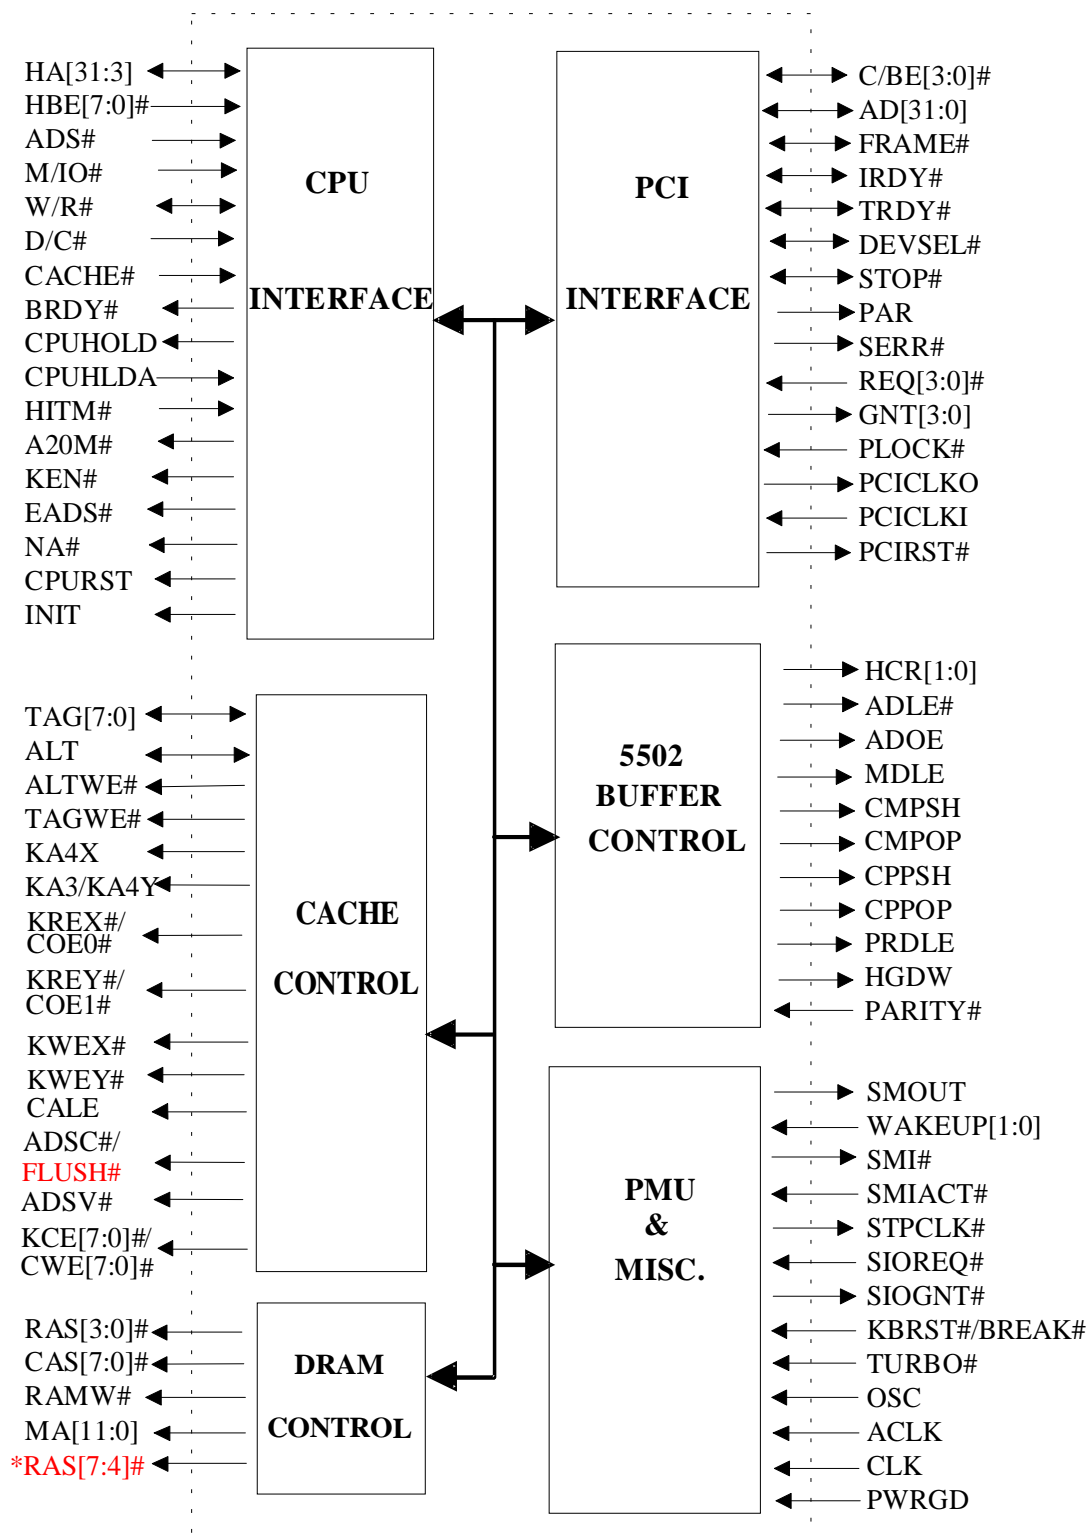 HA[31:3]
HBE[7:0]#
ADS#
M/IO#
W/R#
D/C#
CACHE#
BRDY#
CPUHOLD
CPUHLDA
HITM#
A20M#
KEN#
EADS#
NA#
CPURST
INIT
CPU
INTERFACE
PCI
INTERFACE
C/BE[3:0]#
AD[31:0]
FRAME#
IRDY#
TRDY#
DEVSEL#
STOP#
PAR
SERR#
REQ[3:0]#
GNT[3:0]
PLOCK#
PCICLKO
PCICLKI
PCIRST#
TAG[7:0]
ALT
ALTWE#
TAGWE#
KA4X
KA3/KA4Y
KREX#/
COE0#
KREY#/
COE1#
KWEX#
KWEY#
CALE
ADSC#/
FLUSH#
ADSV#
KCE[7:0]#/
CWE[7:0]#
CACHE
CONTROL
5502
BUFFER
CONTROL
HCR[1:0]
ADLE#
ADOE
MDLE
CMPSH
CMPOP
CPPSH
CPPOP
PRDLE
HGDW
PARITY#
RAS[3:0]#
CAS[7:0]#
RAMW#
MA[11:0]
*RAS[7:4]#
DRAM
CONTROL
PMU
&
MISC.
SMOUT
WAKEUP[1:0]
SMI#
SMIACT#
STPCLK#
SIOREQ#
SIOGNT#
KBRST#/BREAK#
TURBO#
OSC
ACLK
CLK
PWRGD